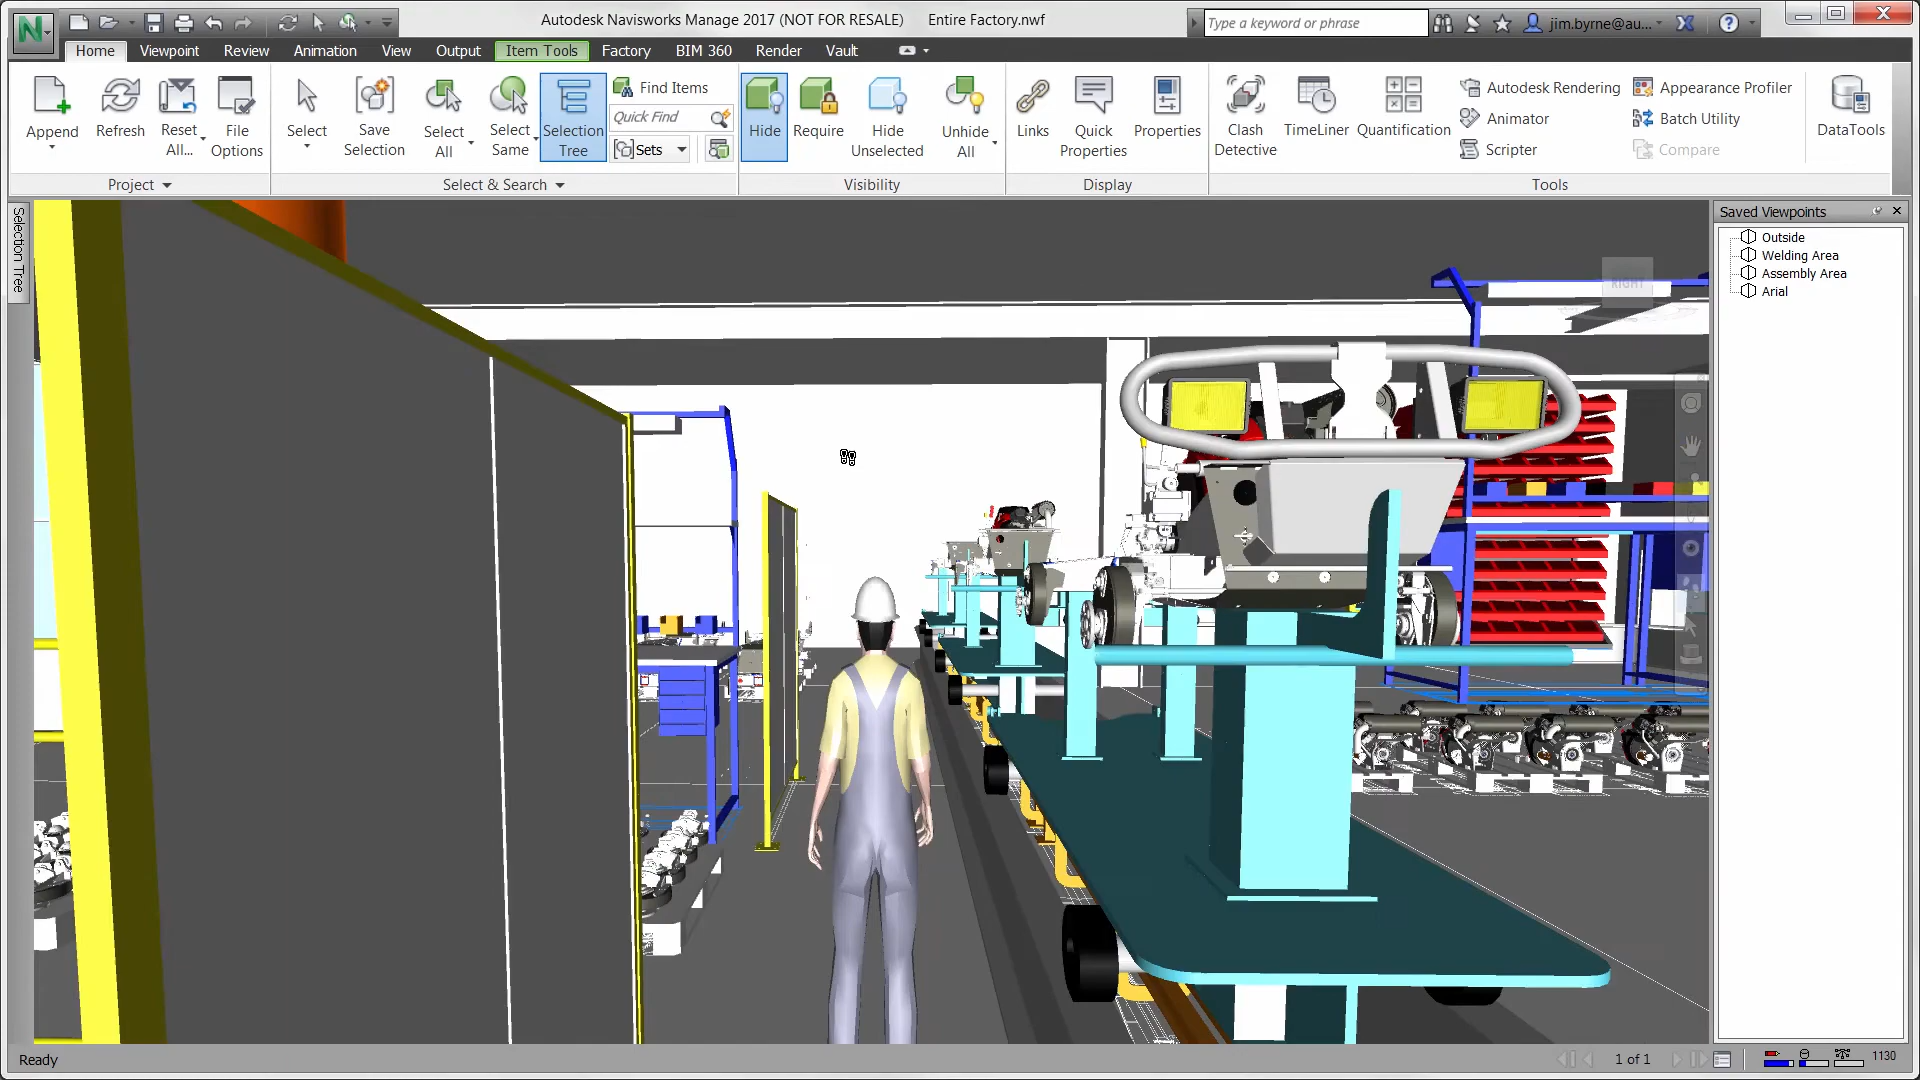 Autodesk Navisworks Manage 2017 (NOT FOR RESALE) Entire Factory.nwf
Type a keyword or phrase
jim.byrne@au...
N
Home Viewpoint Review Animation View Output Item Tools Factory BIM 360 Render Vault
Append
Refresh
Reset All...
File Options
Project
Select
Save Selection
Select All
Select Same
Selection Tree
Find Items
Quick Find
Sets
Select & Search
Hide
Require
Hide Unselected
Unhide All
Visibility
Links
Quick Properties
Properties
Display
Clash Detective
TimeLiner
Quantification
Autodesk Rendering
Animator
Scripter
Appearance Profiler
Batch Utility
Compare
DataTools
Tools
Selection Tree
RIGHT
Saved Viewpoints
Outside
Welding Area
Assembly Area
Arial
Ready
1 of 1
1130